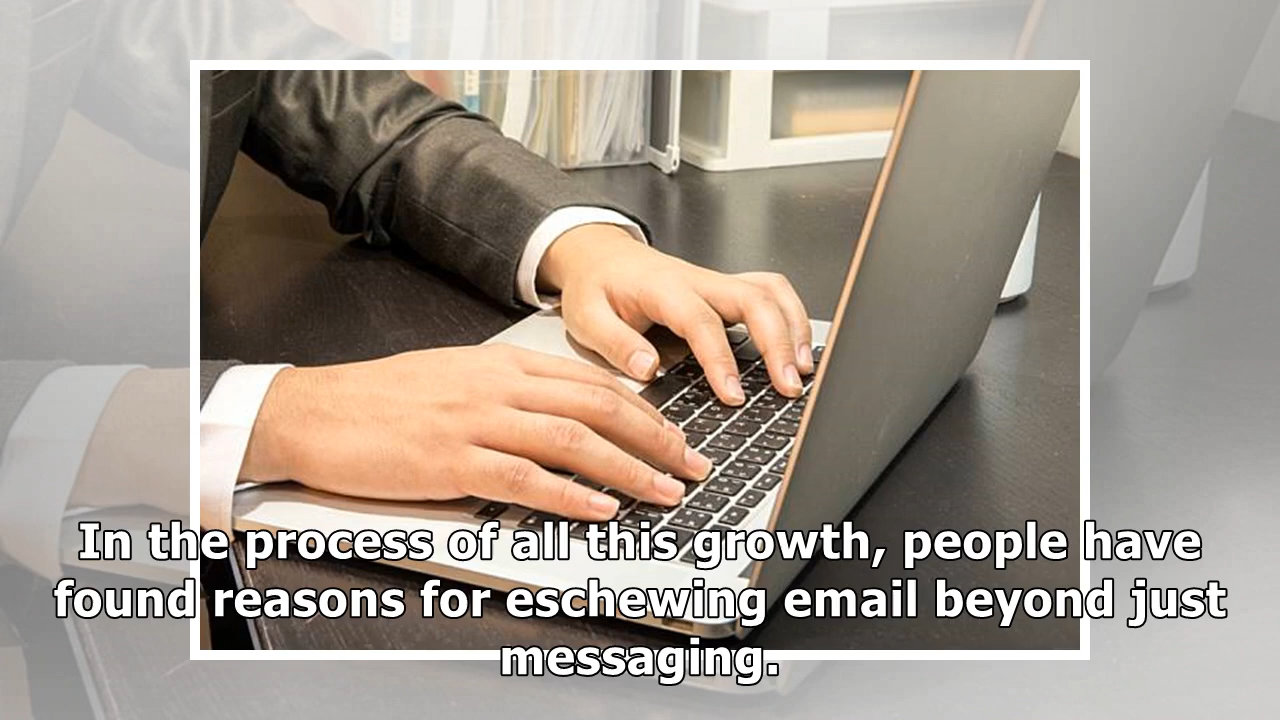 In the process of all this growth, people have
found reasons for eschewing email beyond just
messaging.